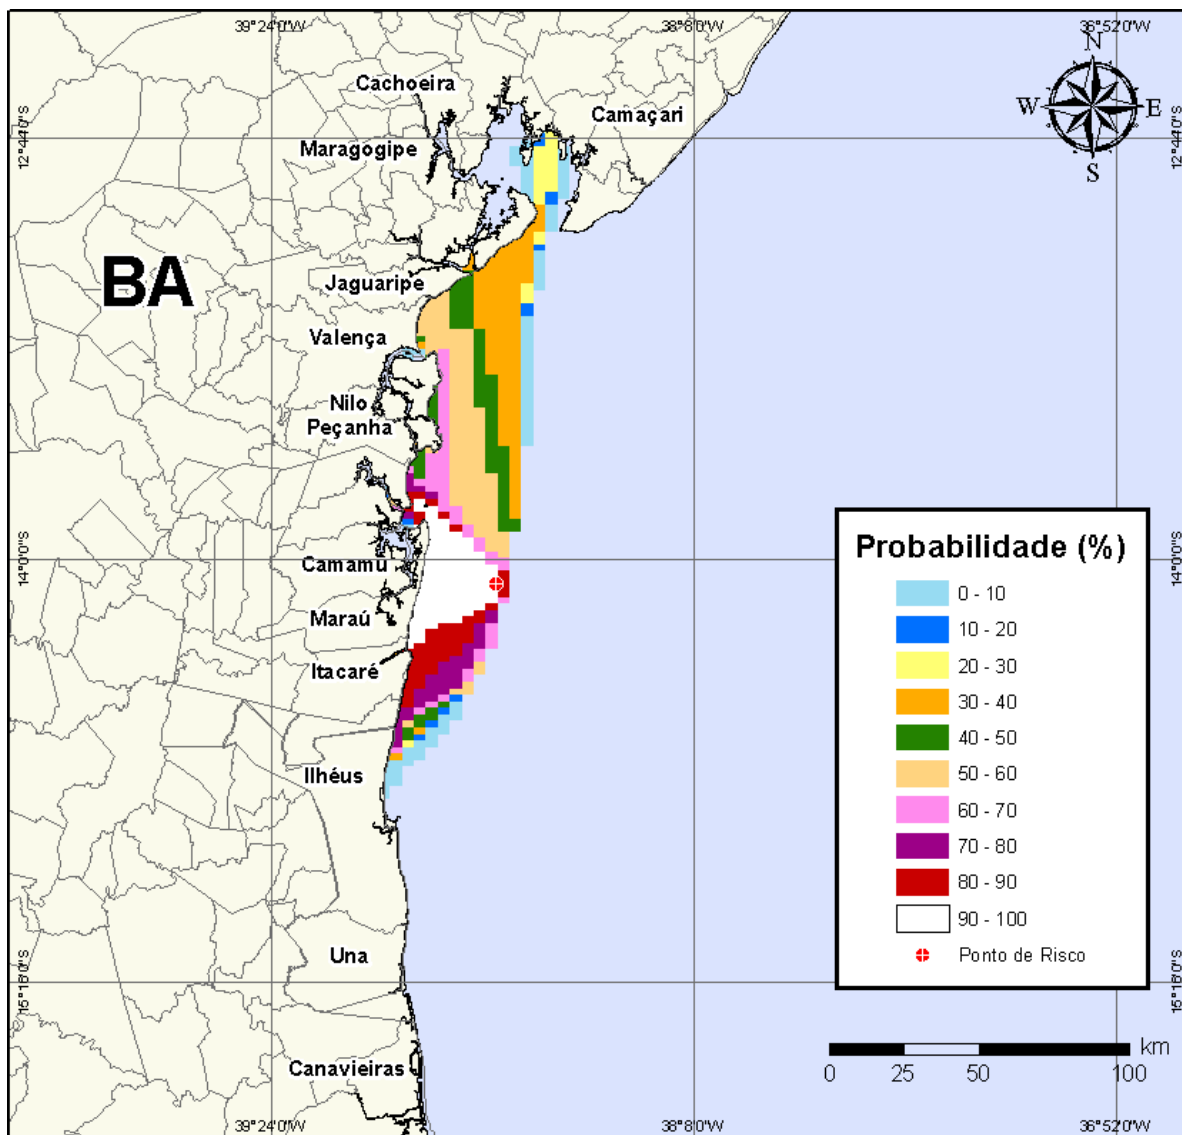 39°24'0"W
38°8'0"W
36°52'0"W
N
W
E
S
Cachoeira
Camaçari
12°44'0"S
12°44'0"S
Maragogipe
BA
Jaguaripe
Valença
Nilo
Peçanha
14°0'0"S
14°0'0"S
Camamu
Maraú
Itacaré
Ilhéus
Una
Canavieiras
Probabilidade (%)
0 - 10
10 - 20
20 - 30
30 - 40
40 - 50
50 - 60
60 - 70
70 - 80
80 - 90
90 - 100
Ponto de Risco
15°16'0"S
15°16'0"S
km
0 25 50 100
39°24'0"W
38°8'0"W
36°52'0"W